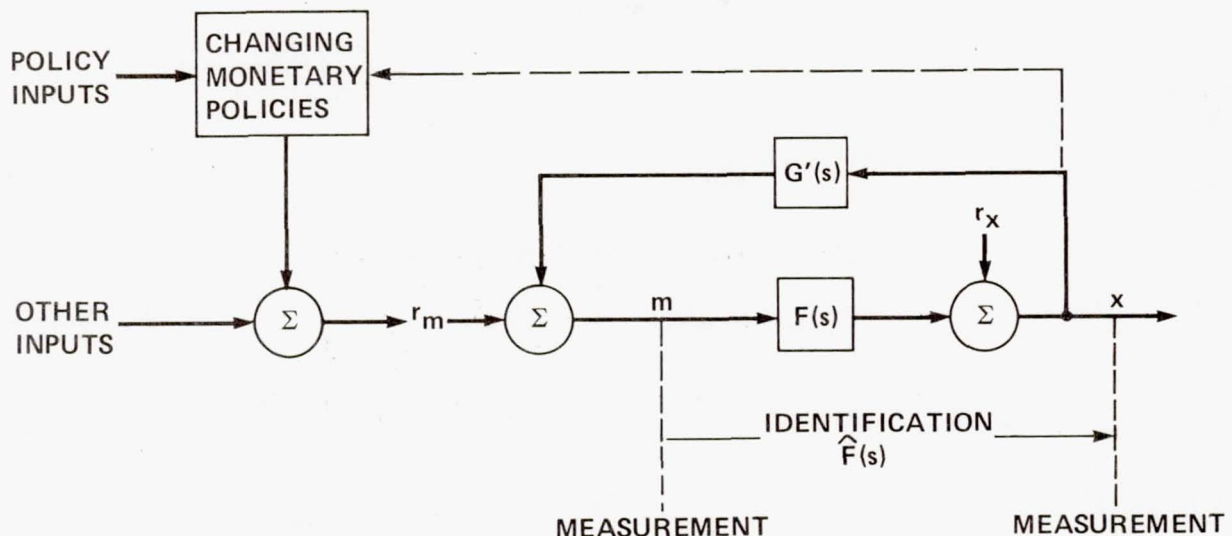 POLICY
INPUTS
CHANGING
MONETARY
POLICIES
G'(s)
r_x
OTHER
INPUTS
Σ
r_m
Σ
m
F(s)
Σ
x
IDENTIFICATION
F̂(s)
MEASUREMENT
MEASUREMENT